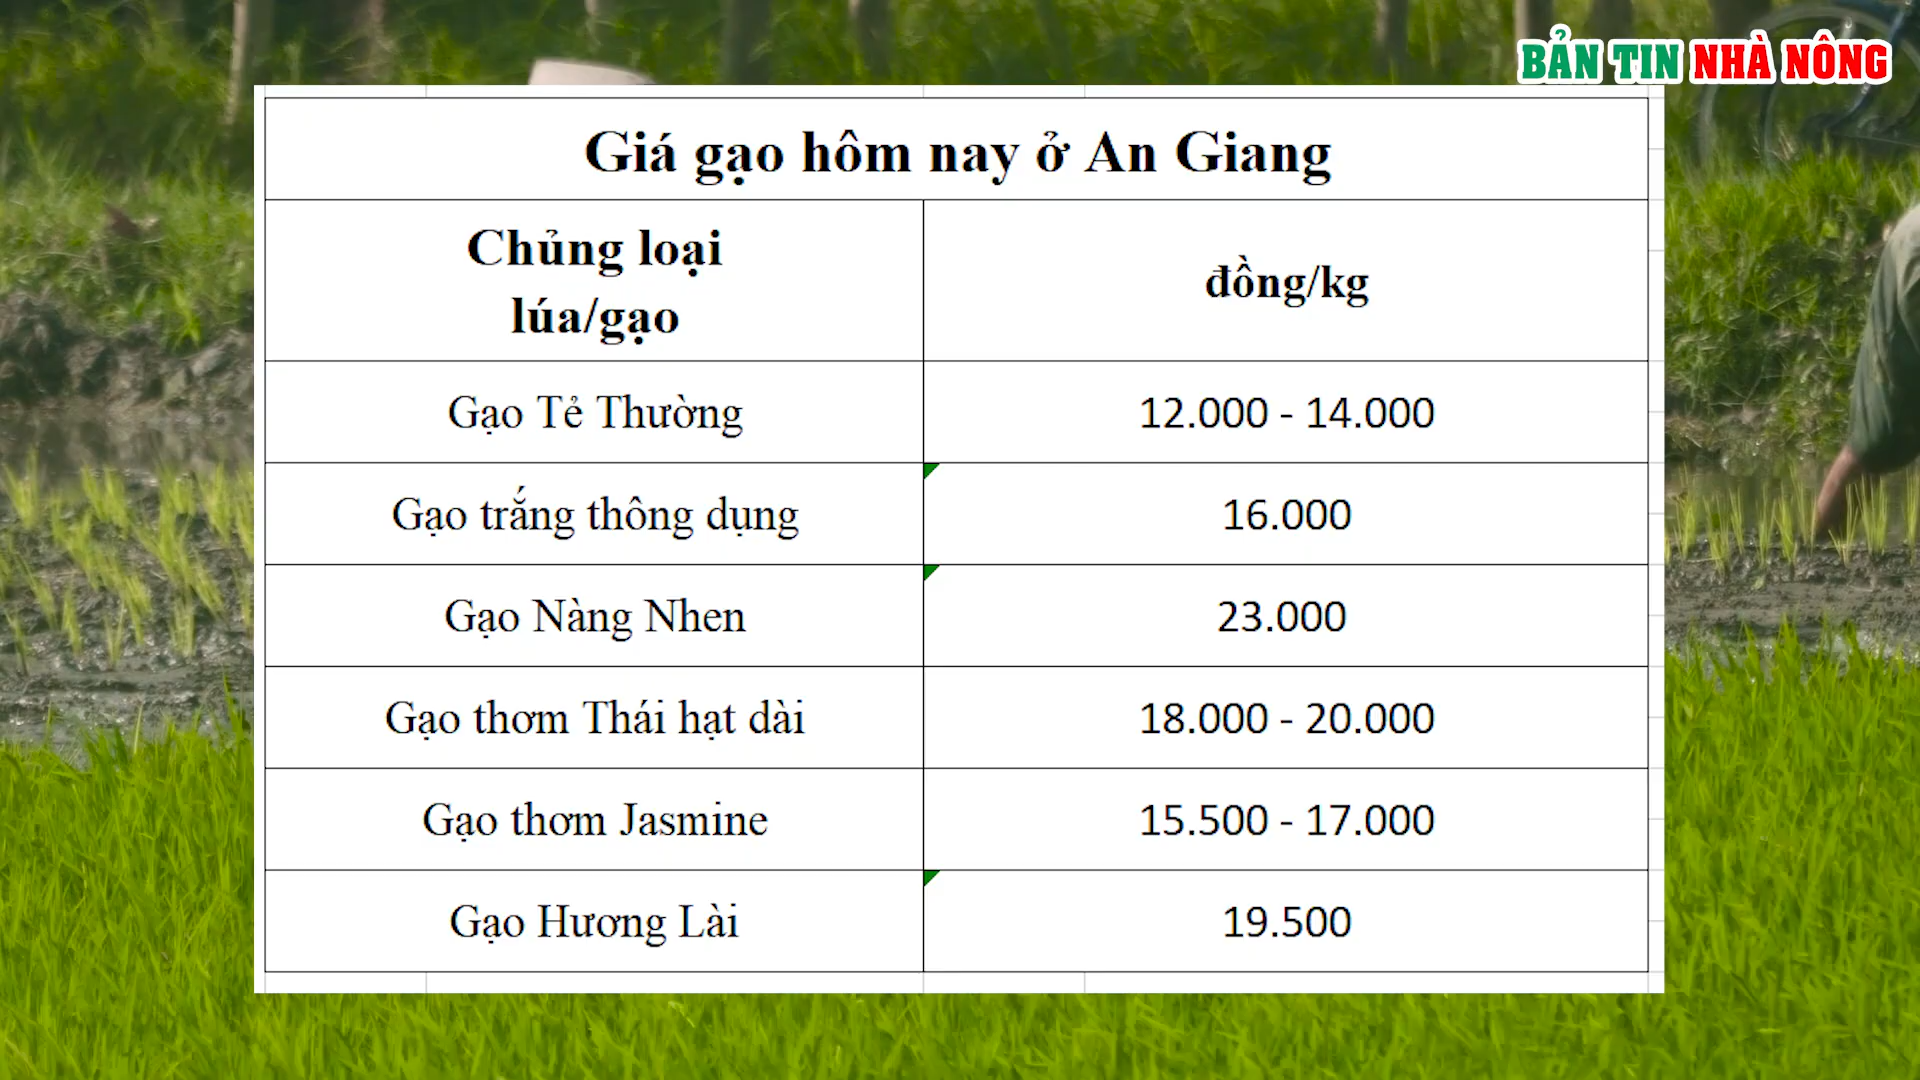 BẢN TIN NHÀ NÔNG
Giá gạo hôm nay ở An Giang
Chủng loại
lúa/gạo
đồng/kg
Gạo Tẻ Thường
12.000 - 14.000
Gạo trắng thông dụng
16.000
Gạo Nàng Nhen
23.000
Gạo thơm Thái hạt dài
18.000 - 20.000
Gạo thơm Jasmine
15.500 - 17.000
Gạo Hương Lài
19.500